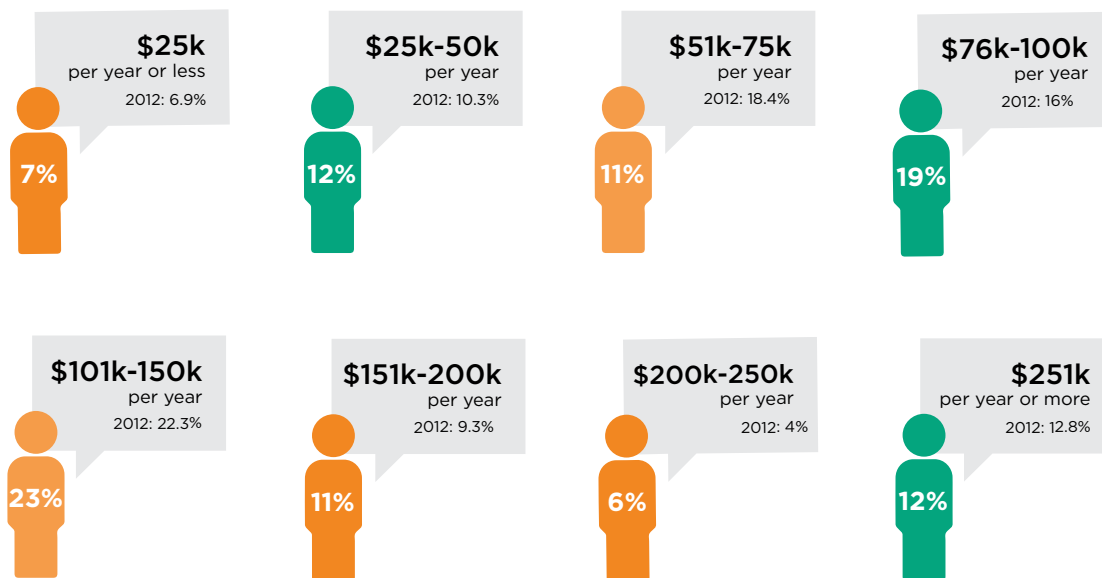 $25k
per year or less
2012: 6.9%
7%
$25k-50k
per year
2012: 10.3%
12%
$51k-75k
per year
2012: 18.4%
11%
$76k-100k
per year
2012: 16%
19%
$101k-150k
per year
2012: 22.3%
23%
$151k-200k
per year
2012: 9.3%
11%
$200k-250k
per year
2012: 4%
6%
$251k
per year or more
2012: 12.8%
12%